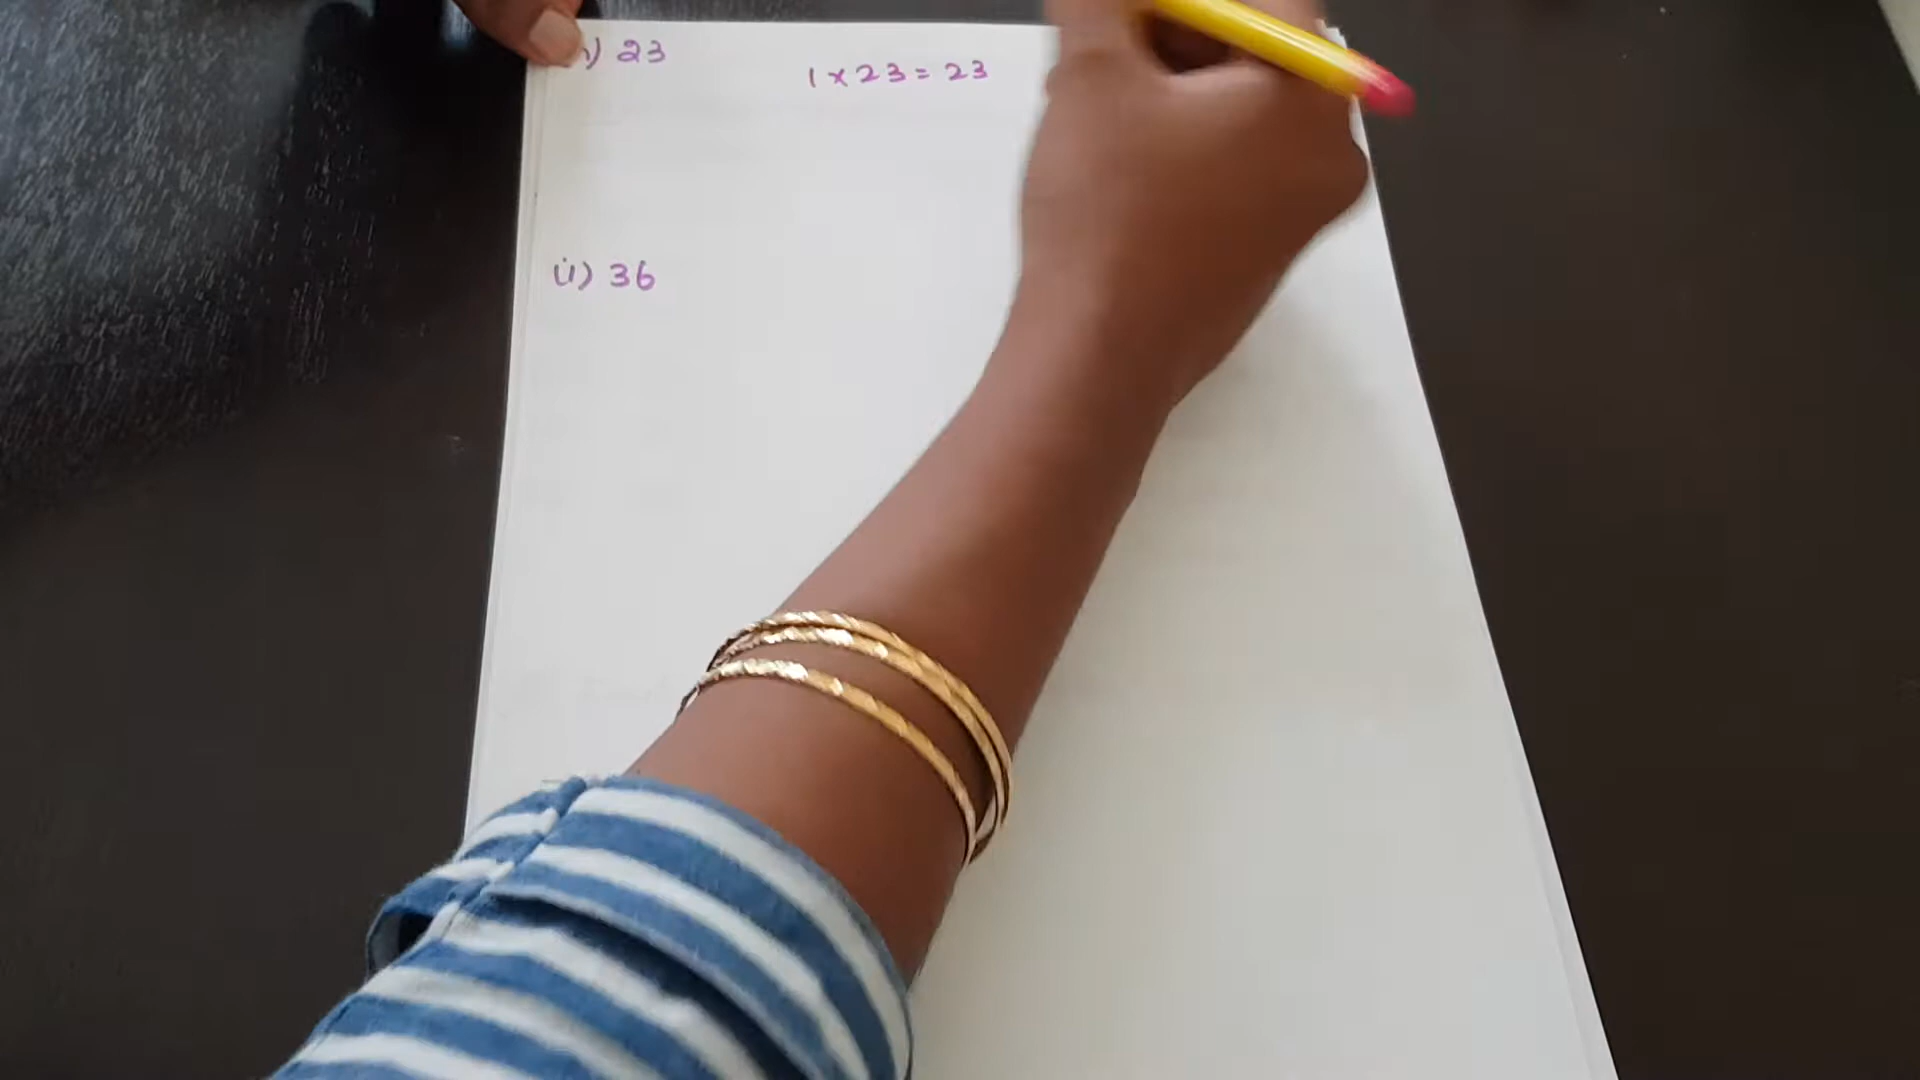 h) 23
1 x 23 = 23
(i) 36